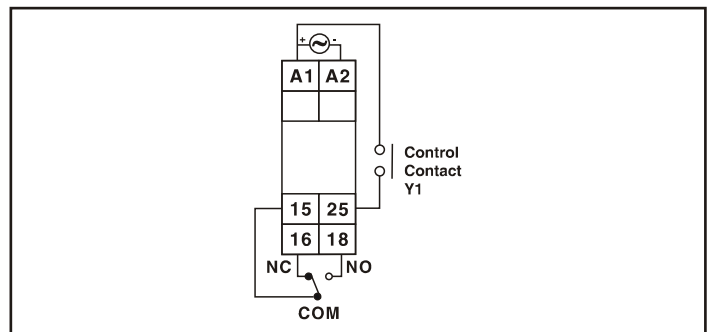 + -
A1 A2
Control
Contact
Y1
15 25
16 18
NC NO
COM